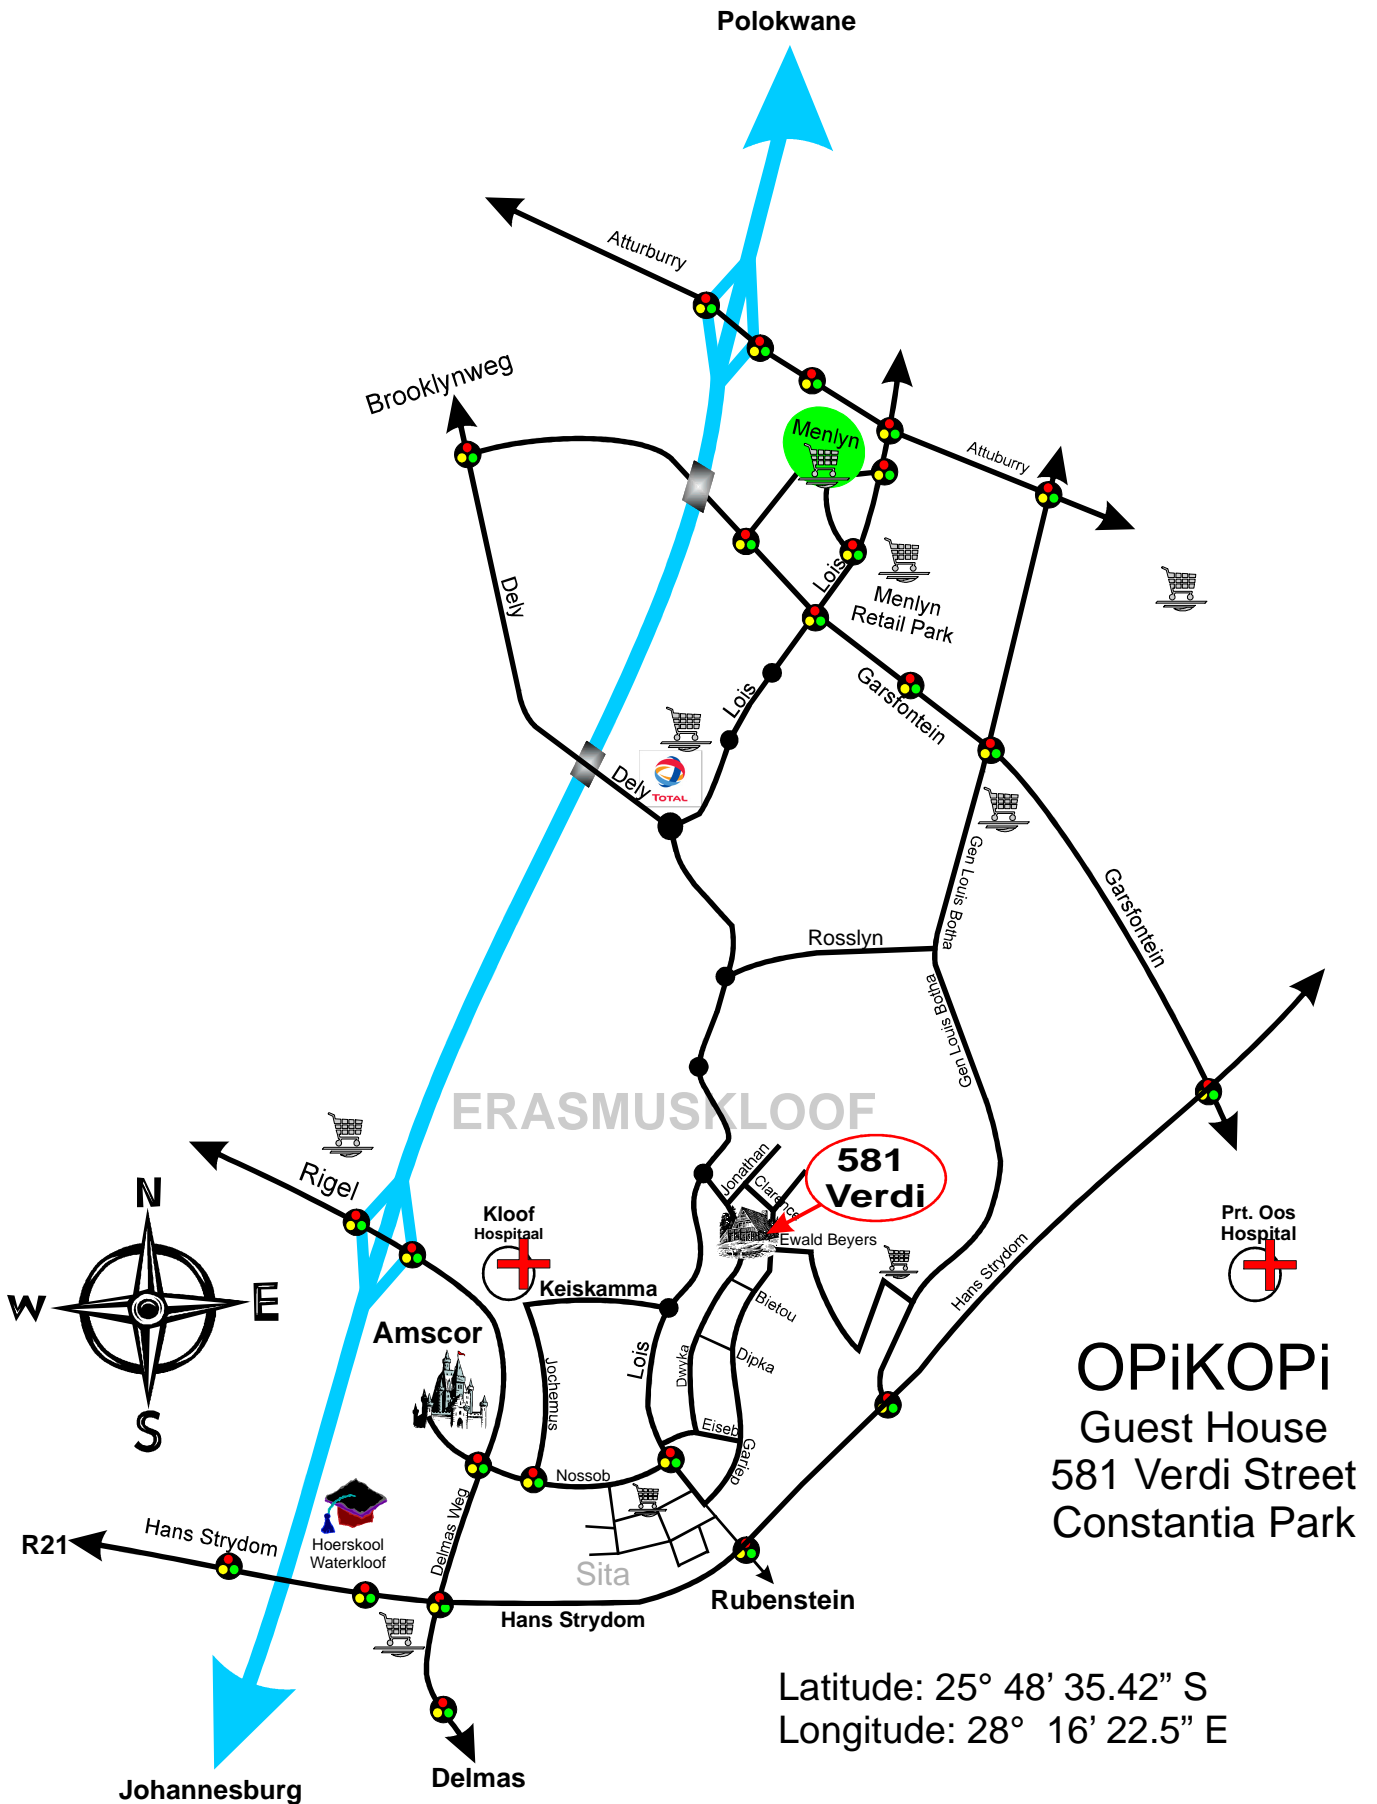 Polokwane
Atturburry
Brooklynweg
Menlyn
Attuburry
Dely
Lois
Menlyn
Retail Park
Lois
Garsfontein
Dely
TOTAL
Gen Louis Botha
Garsfontein
Rosslyn
Gen Louis Botha
ERASMUSKLOOF
Jonathan
581
Verdi
Clarence
Rigel
N
Kloof
Hospitaal
Ewald Beyers
Prt. Oos
Hospital
Hans Strydom
W
E
Keiskamma
Bietou
Amscor
Lois
Dwyka
Dipka
Jochemus
OPiKOPi
Guest House
581 Verdi Street
Constantia Park
S
Eiseb
Gariep
Nossob
Delmas Weg
Hans Strydom
R21
Hoerskool
Waterkloof
Sita
Rubenstein
Hans Strydom
Latitude: 25° 48’ 35.42” S
Longitude: 28°  16’ 22.5” E
Delmas
Johannesburg